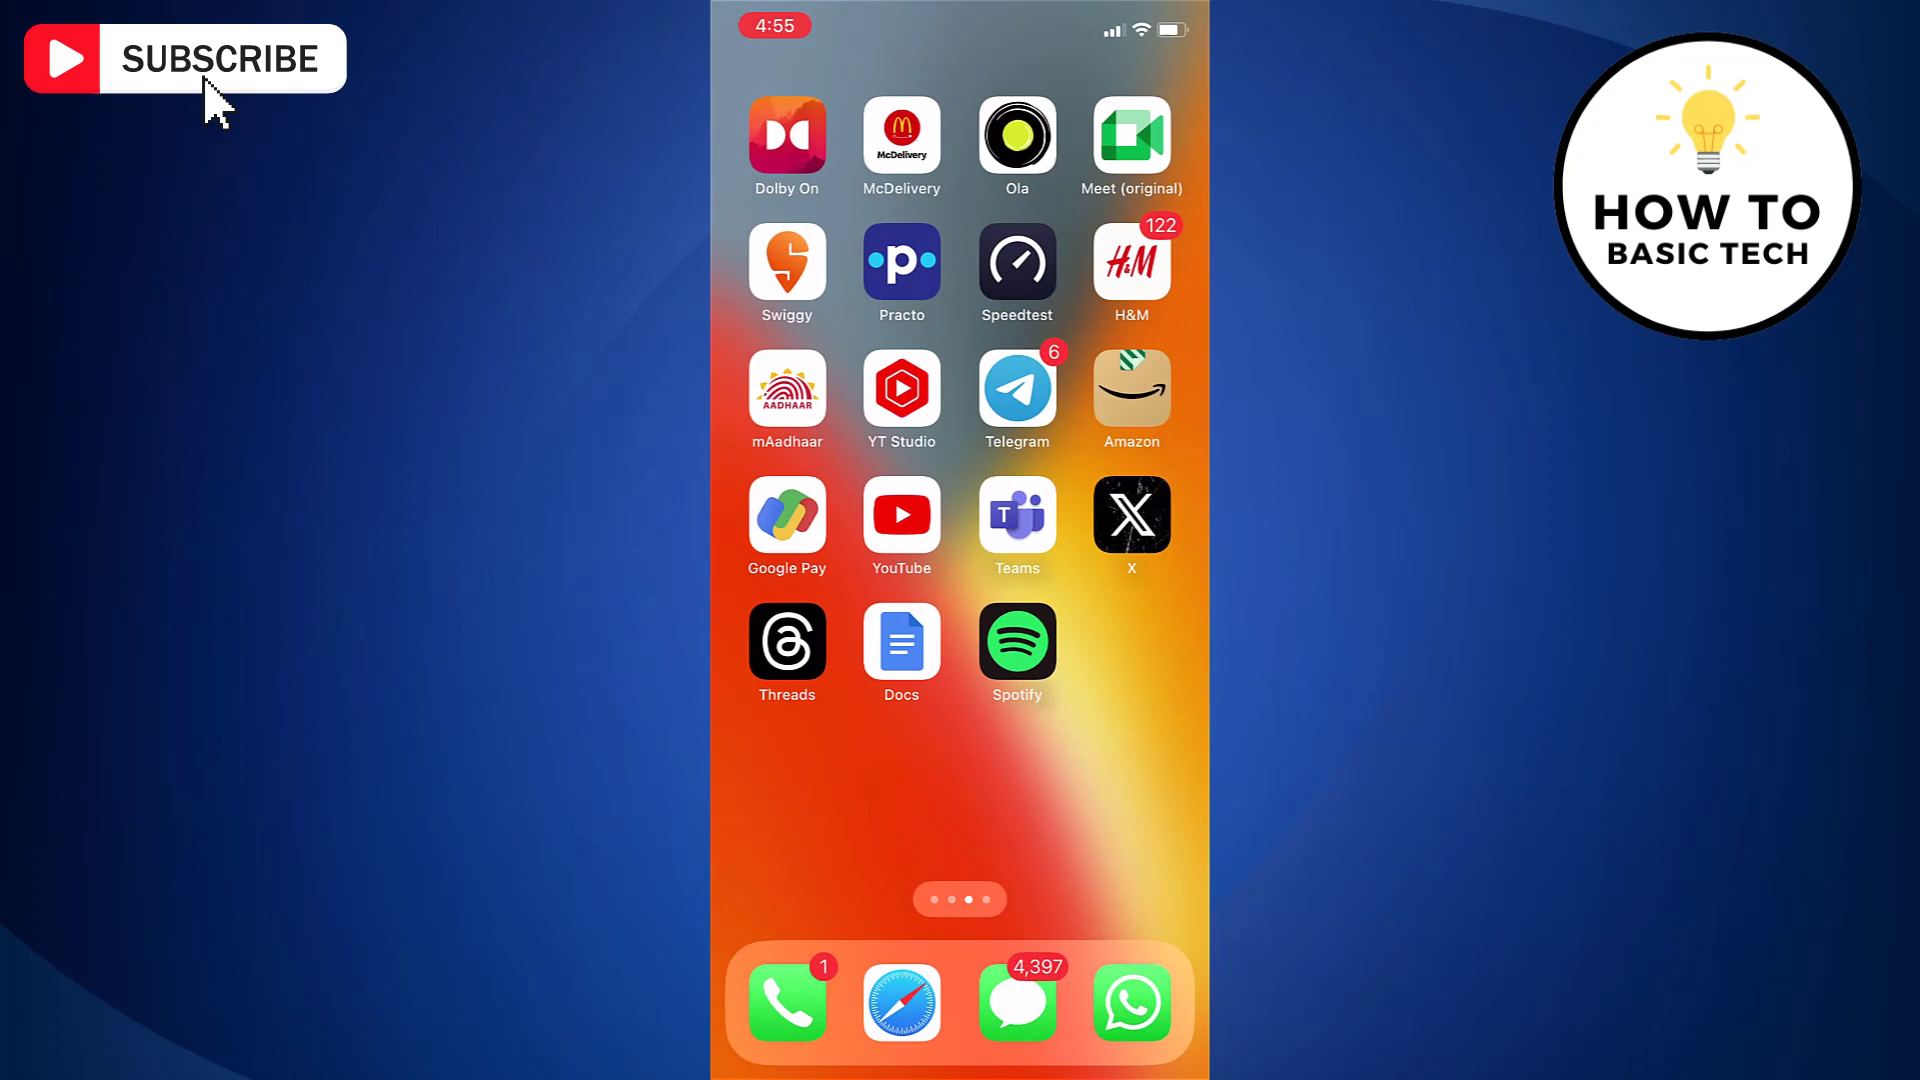 SUBSCRIBE
4:55
HOW TO
BASIC TECH
McDelivery
Dolby On
McDelivery
Ola
Meet (original)
122
H&M
Swiggy
Practo
Speedtest
H&M
6
AADHAAR
mAadhaar
YT Studio
Telegram
Amazon
T
X
Google Pay
YouTube
Teams
X
Threads
Docs
Spotify
1
4,397